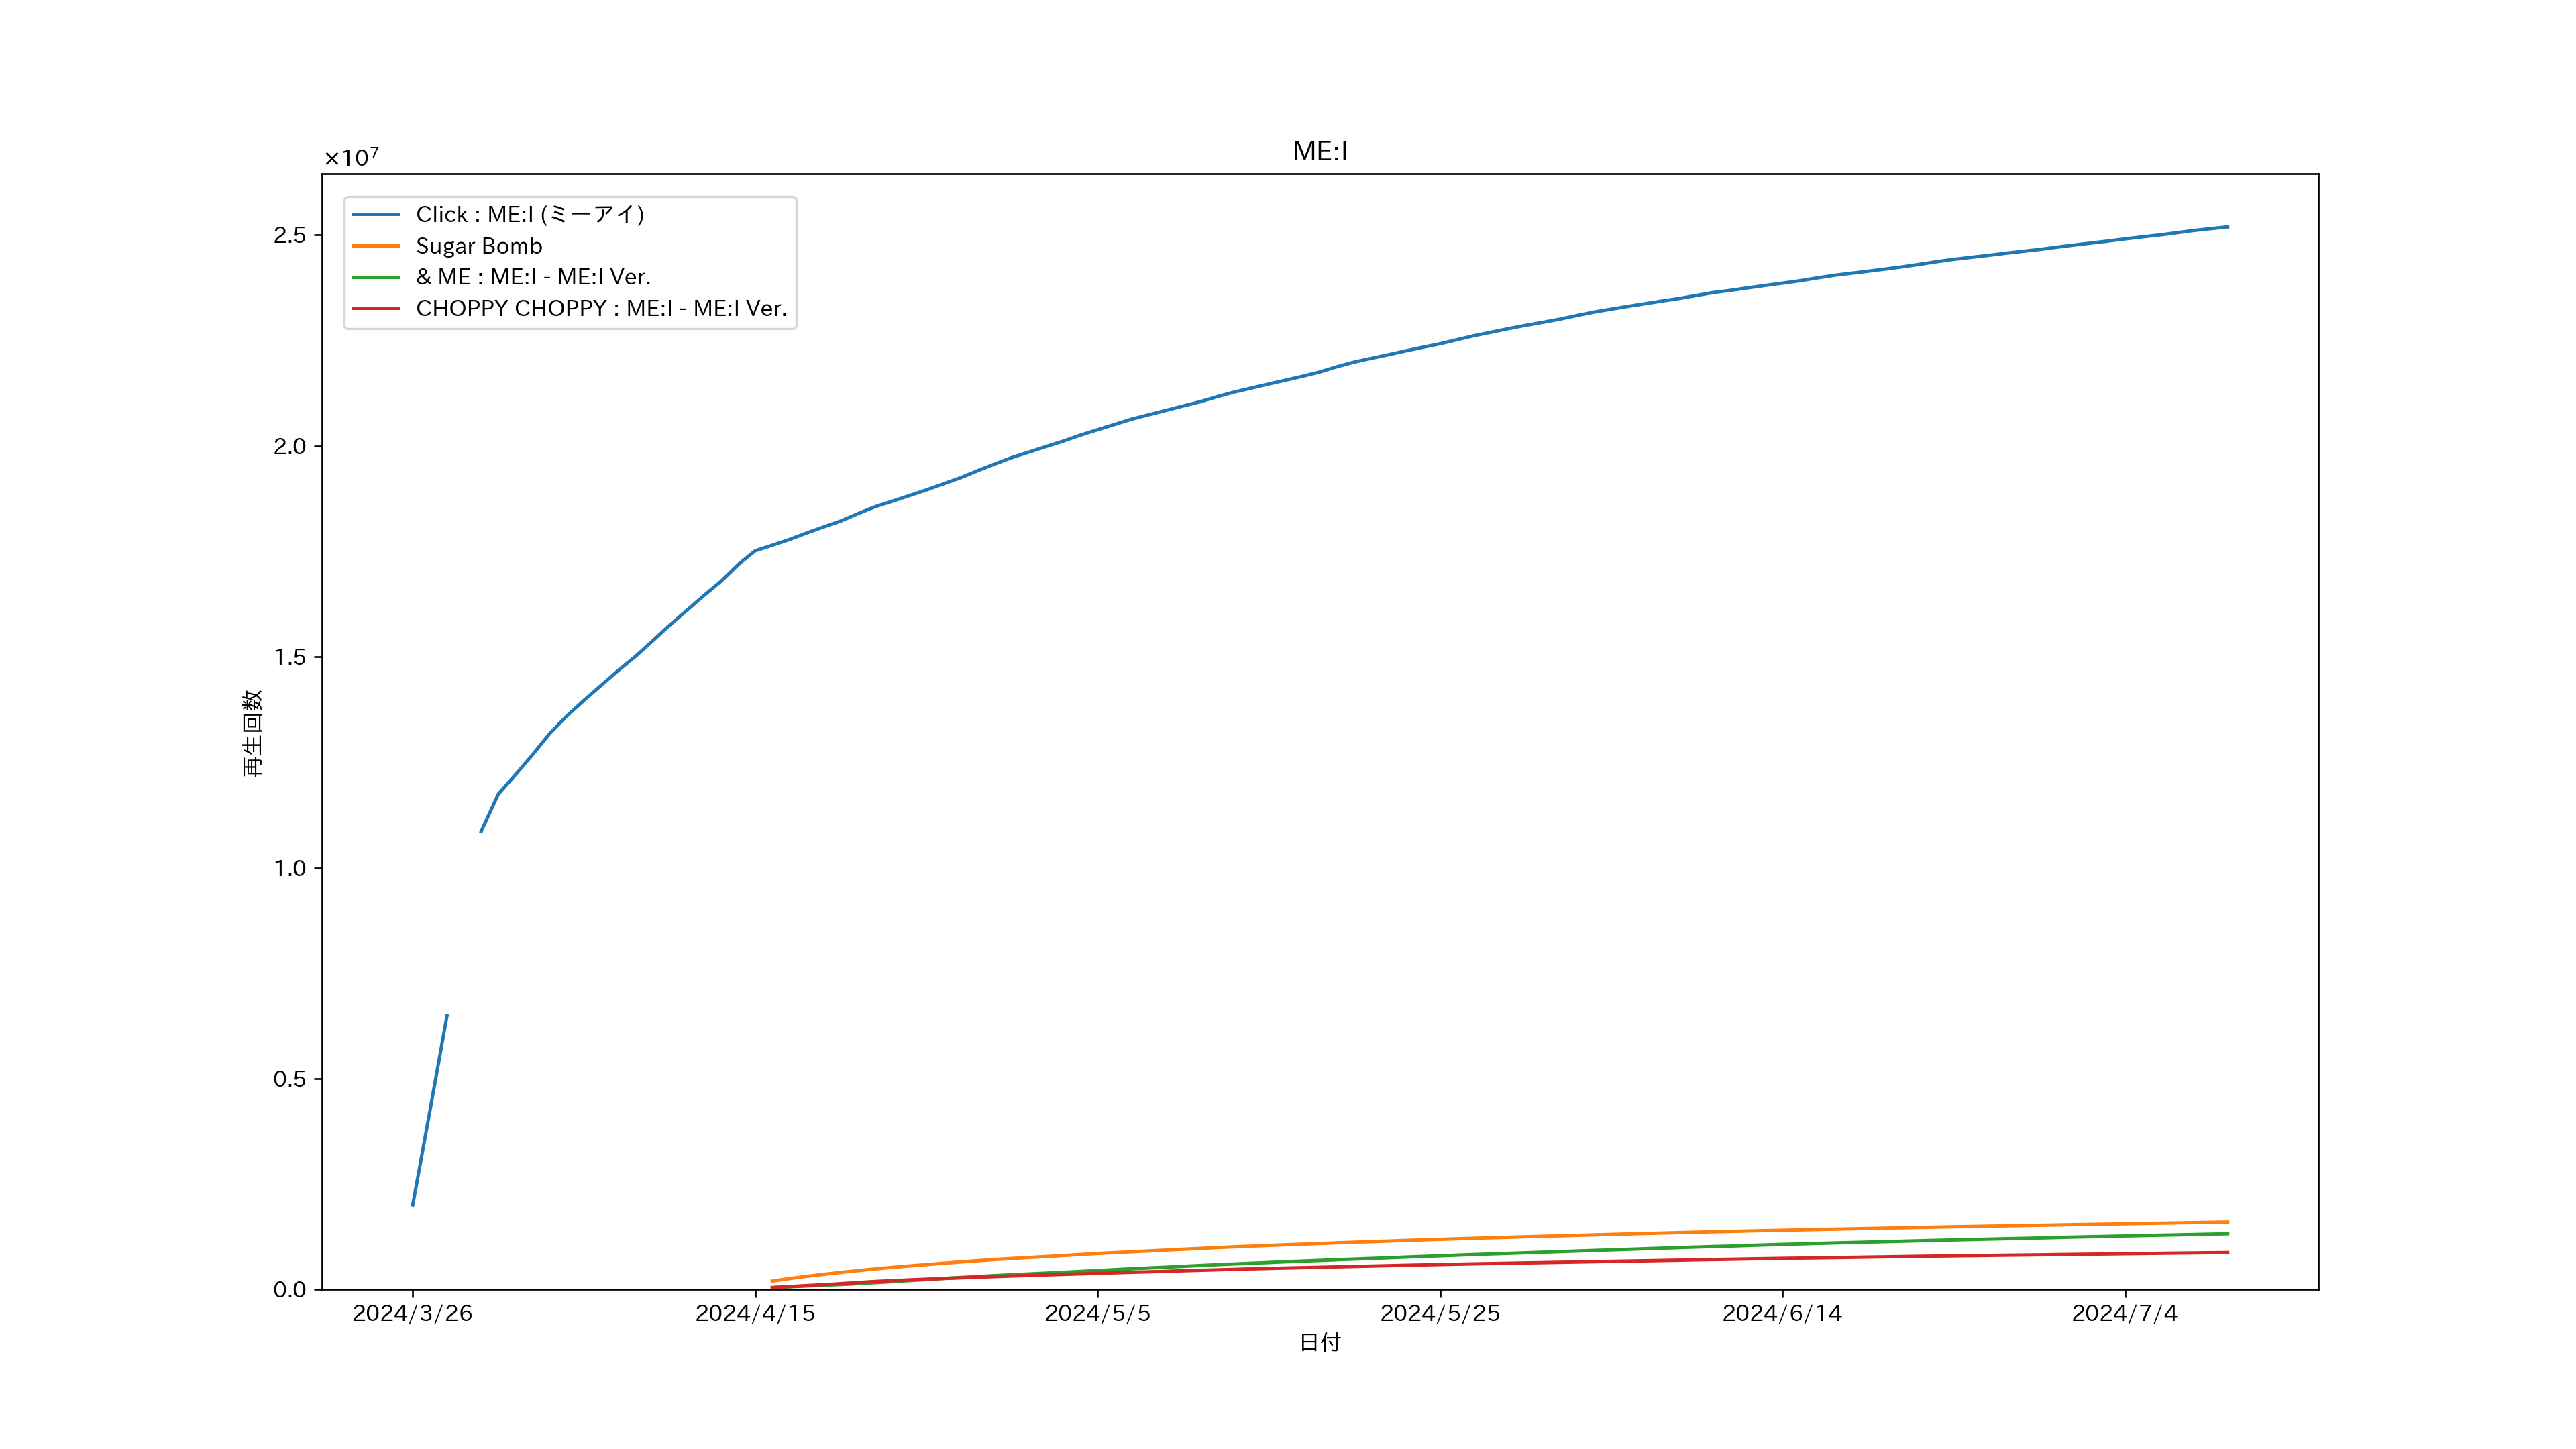 ME:I
×10⁷
Click : ME:I (ミーアイ)
Sugar Bomb
& ME : ME:I - ME:I Ver.
CHOPPY CHOPPY : ME:I - ME:I Ver.
2.5
2.0
1.5
1.0
0.5
0.0
再生回数
2024/3/26 2024/4/15 2024/5/5 2024/5/25 2024/6/14 2024/7/4
日付